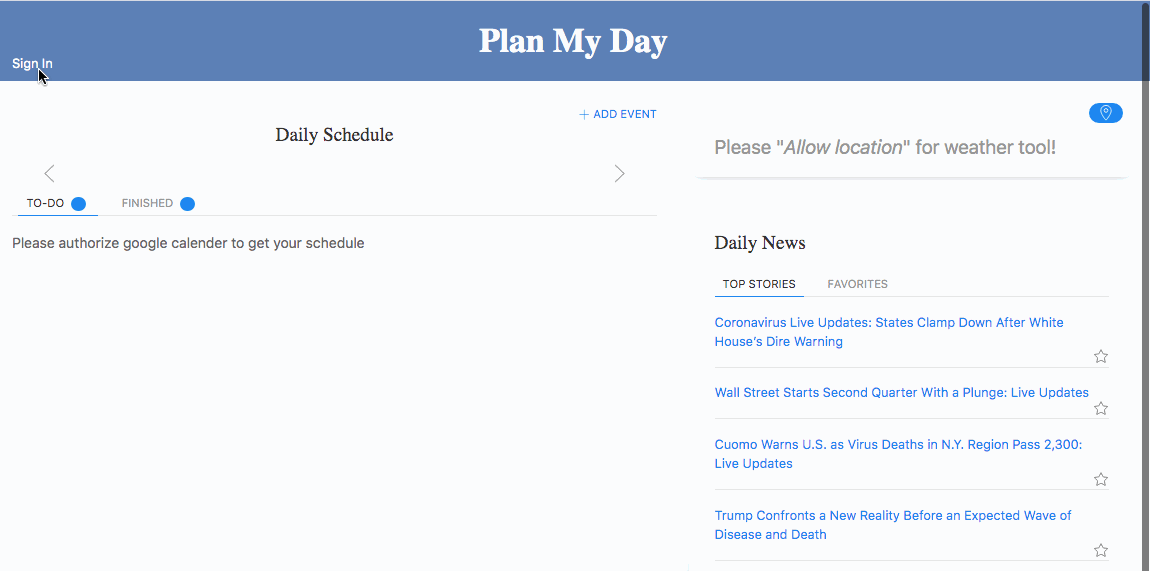 Plan My Day
Sign In
+ ADD EVENT
Daily Schedule
TO-DO
FINISHED
Please authorize google calender to get your schedule
Please "Allow location" for weather tool!
Daily News
TOP STORIES
FAVORITES
Coronavirus Live Updates: States Clamp Down After White
House's Dire Warning
Wall Street Starts Second Quarter With a Plunge: Live Updates
Cuomo Warns U.S. as Virus Deaths in N.Y. Region Pass 2,300:
Live Updates
Trump Confronts a New Reality Before an Expected Wave of
Disease and Death